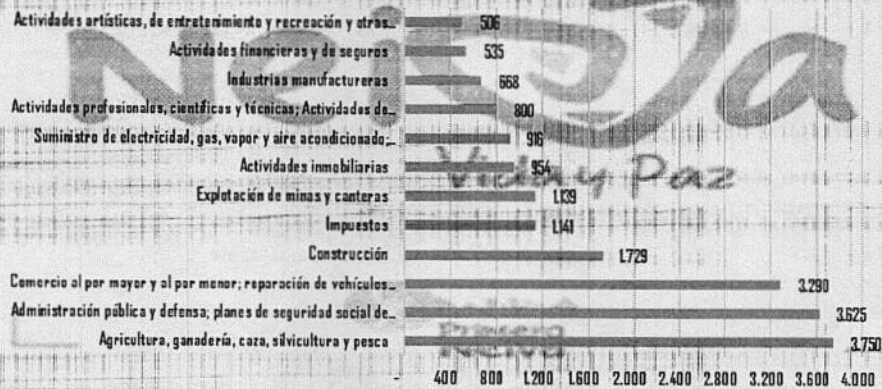 Actividades artísticas, de entretenimiento y recreación y otras... 506
Actividades financieras y de seguros 535
Industrias manufactureras 668
Actividades profesionales, científicas y técnicas; Actividades de... 800
Suministro de electricidad, gas, vapor y aire acondicionado;... 916
Actividades inmobiliarias 954
Vida y Paz
Explotación de minas y canteras 1.139
Impuestos 1.141
Construcción 1.729
Comercio al por mayor y al por menor; reparación de vehículos... 3.290
Administración pública y defensa; planes de seguridad social de... 3.625
Agricultura, ganadería, caza, silvicultura y pesca 3.750
- 400 800 1.200 1.600 2.000 2.400 2.800 3.200 3.600 4.000